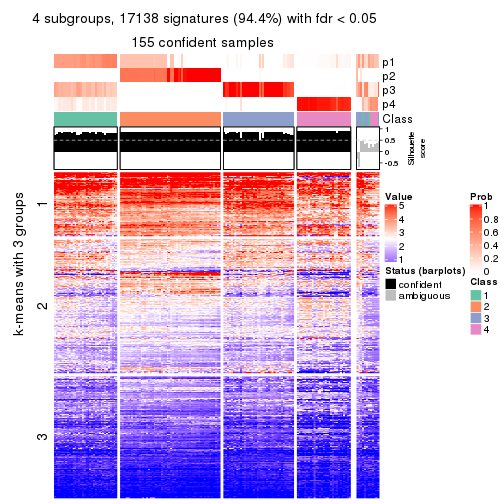 4 subgroups, 17138 signatures (94.4%) with fdr < 0.05
155 confident samples
p1
p2
p3
p4
Class
1
0.5
0
-0.5
Silhouette
score
k-means with 3 groups
1
2
3
Value
5
4
3
2
1
Status (barplots)
confident
ambiguous
Prob
1
0.8
0.6
0.4
0.2
0
Class
1
2
3
4